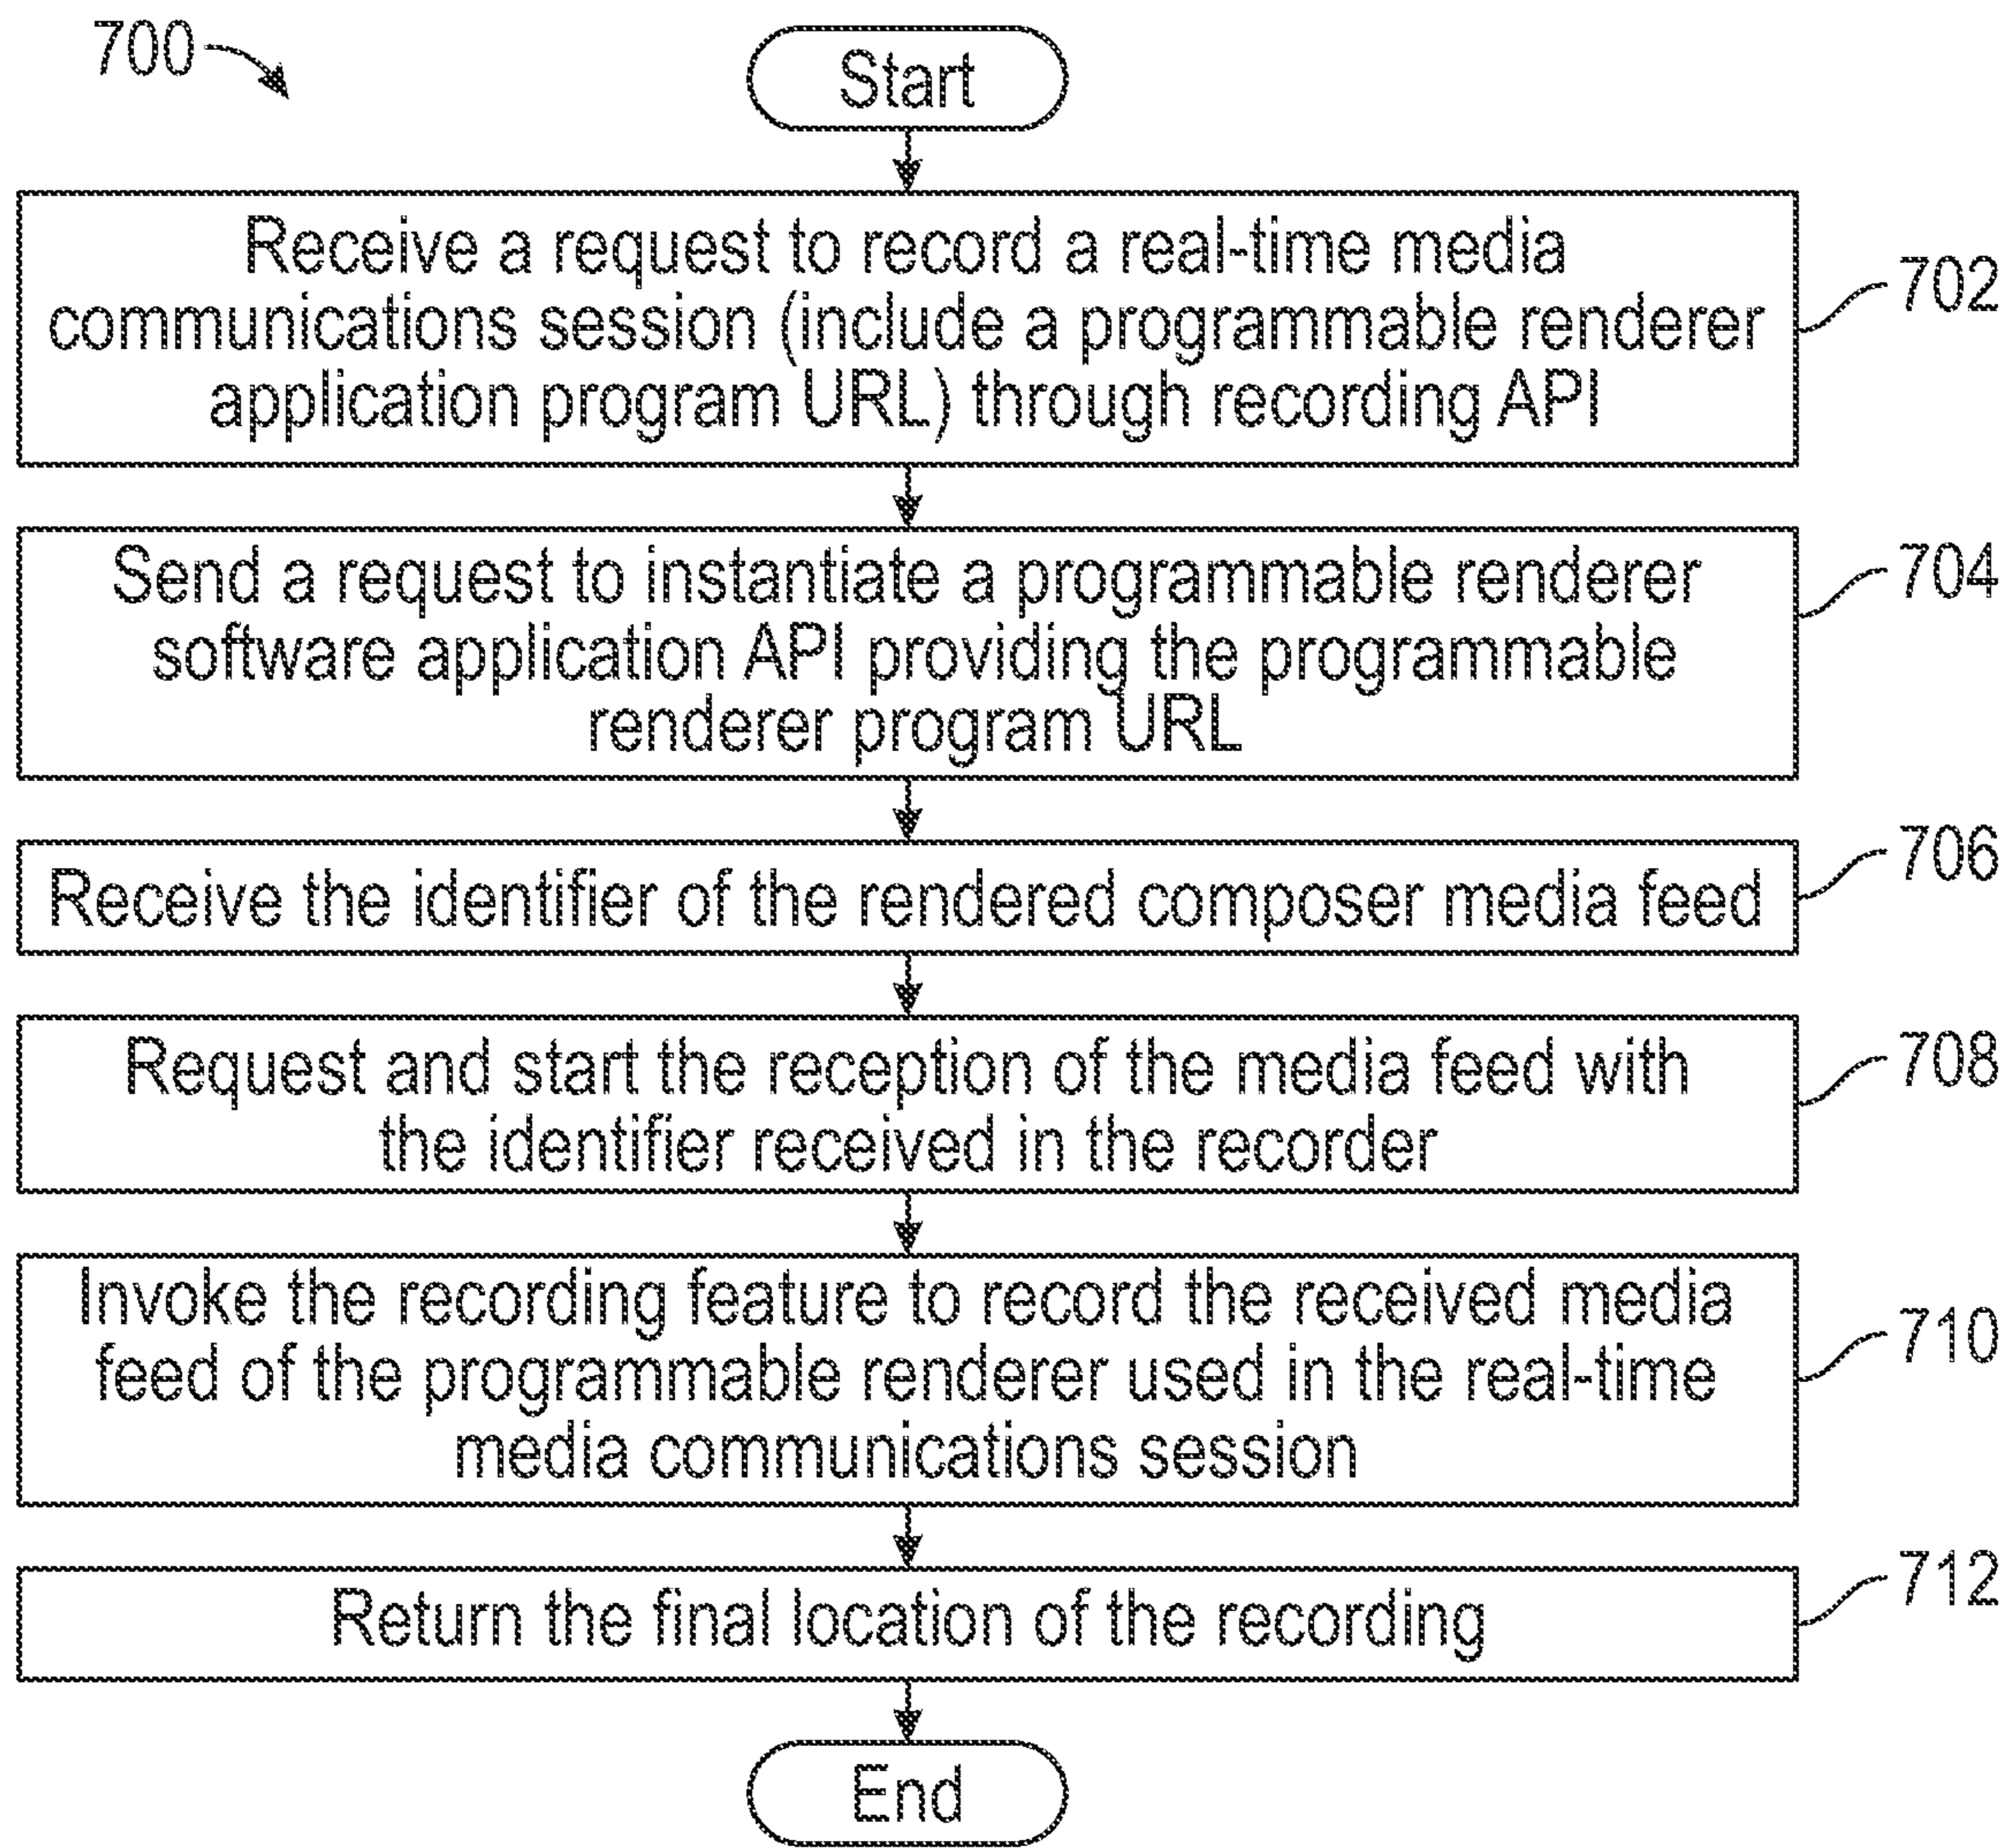 700
Start
Receive a request to record a real-time media
communications session (include a programmable renderer
application program URL) through recording API
702
Send a request to instantiate a programmable renderer
software application API providing the programmable
renderer program URL
704
Receive the identifier of the rendered composer media feed
706
Request and start the reception of the media feed with
the identifier received in the recorder
708
Invoke the recording feature to record the received media
feed of the programmable renderer used in the real-time
media communications session
710
Return the final location of the recording
712
End